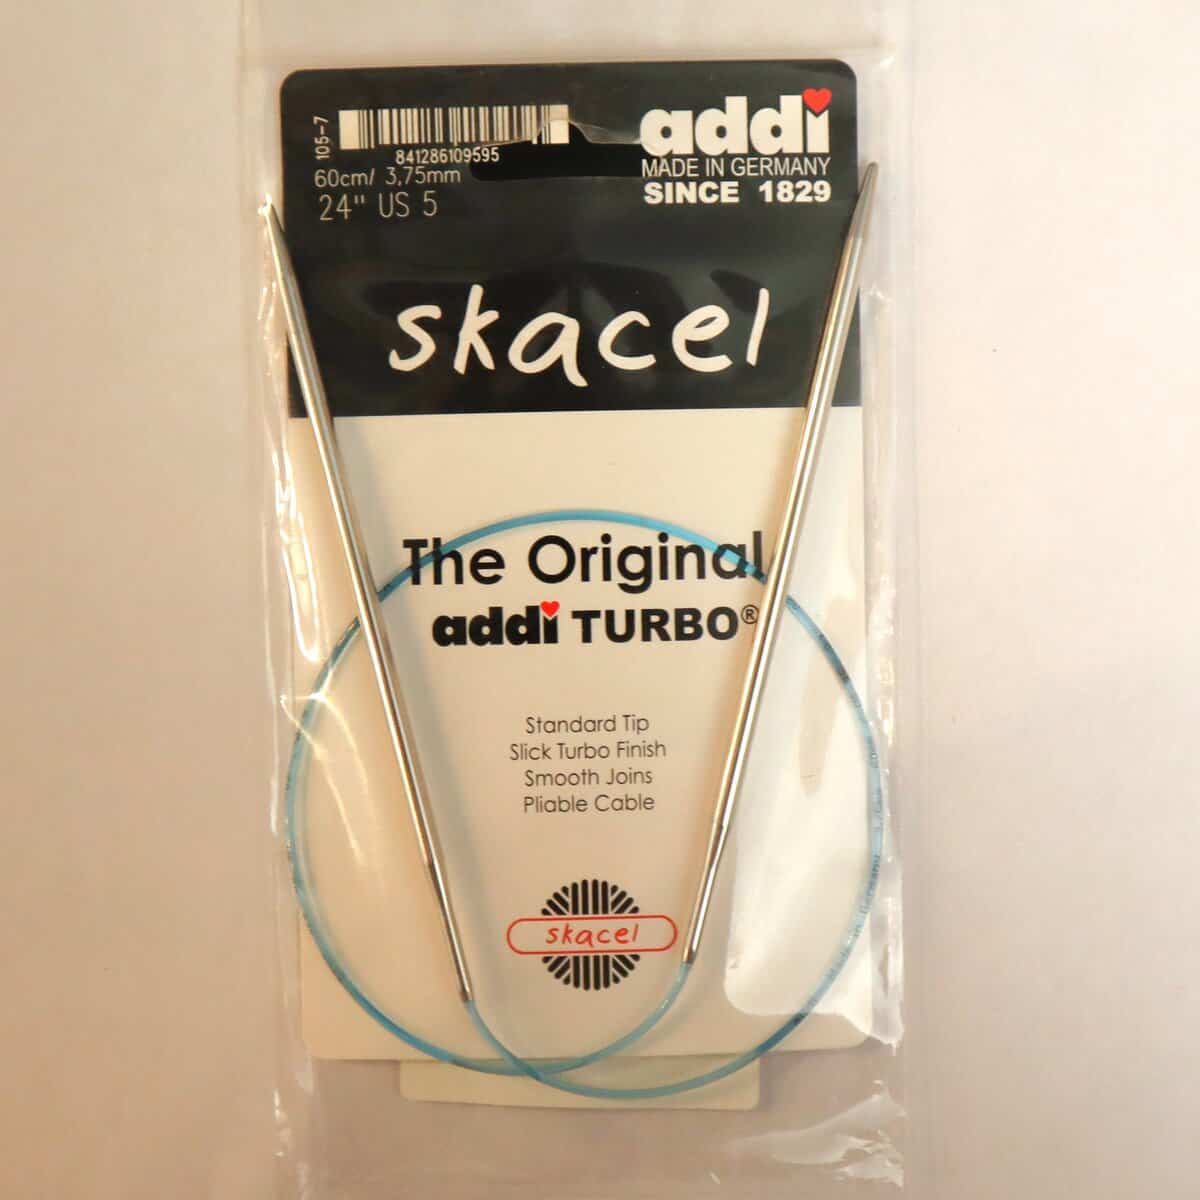 105-7
841286109595
60cm/ 3,75mm
24" US 5
addi
MADE IN GERMANY
SINCE 1829
skacel
The Original
addi TURBO®
Standard Tip
Slick Turbo Finish
Smooth Joins
Pliable Cable
skacel